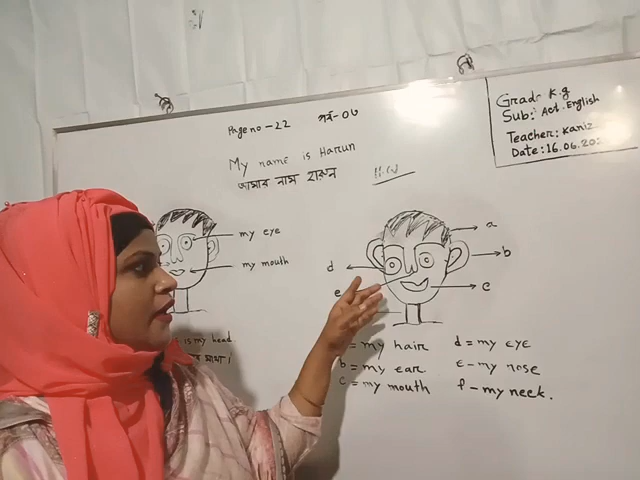 Page no-22 পর্ব-০৬
My name is Harun
আমার নাম হারুন
H.W
Grad- K.g
Sub: Act. English
Teacher: Kaniz
Date: 16.06.20
my eye
my mouth
is my head.
মাথা।
a
b
c
d
e
= my hair
b = my ear
c = my mouth
d = my eye
e - my nose
f - my neck.